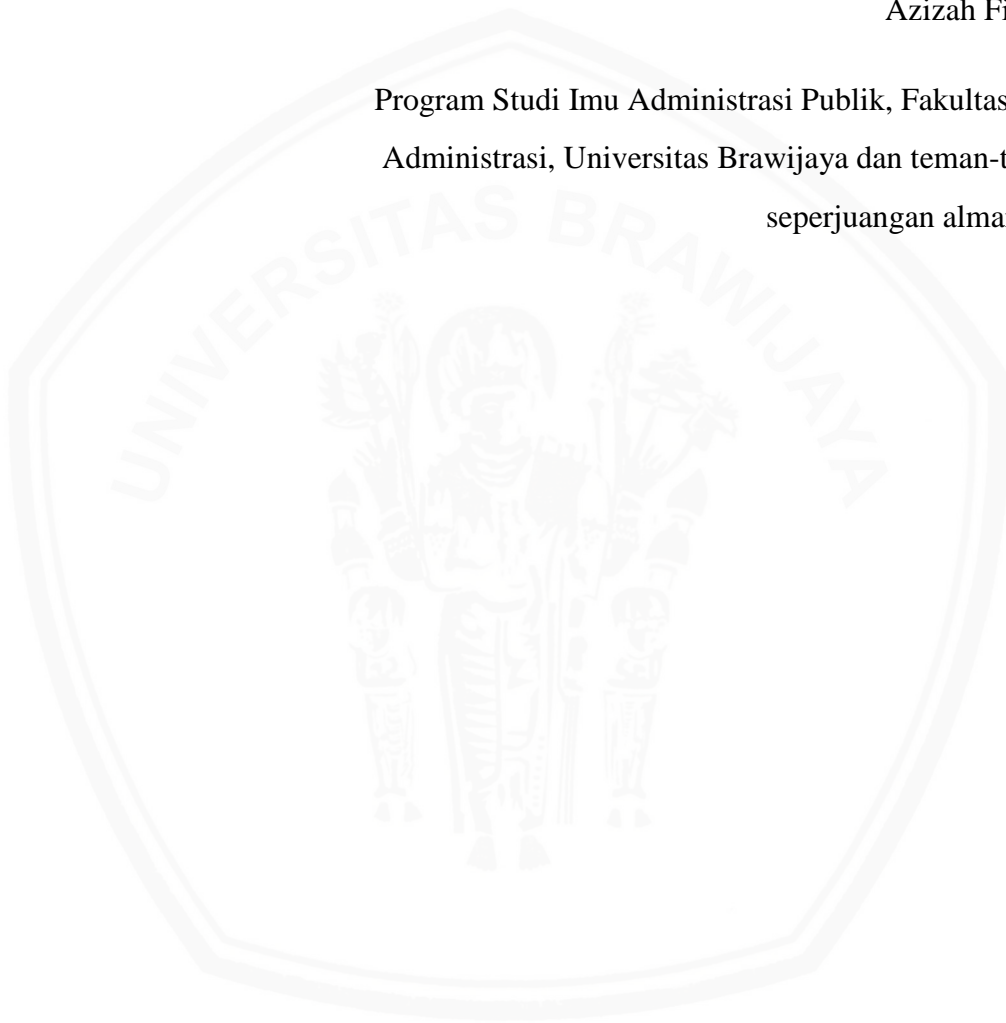 Azizah
Program Studi Imu Administrasi Publik, Fakultas
Administrasi, Universitas Brawijaya dan
seperjuangan
UNIVERSITAS BRAWIJAYA